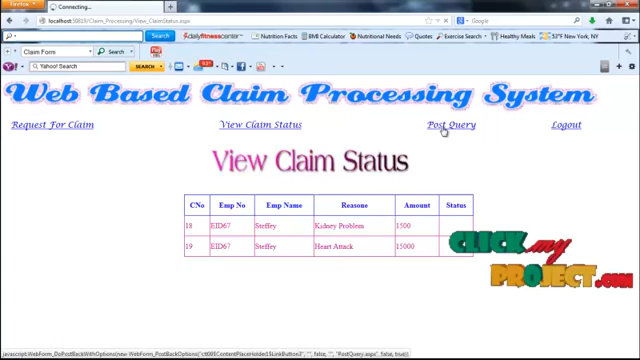 Firefox
Connecting...
localhost:50819/Claim_Processing/View_ClaimStatus.aspx
Google
Search
dailyfitnesscenter
Nutrition Facts
BMI Calculator
Nutritional Needs
Quotes
Exercise Search
Healthy Meals
53°F New York, NY
Claim Form
Search
Yahoo! Search
SEARCH
Web Based Claim Processing System
Request For Claim
View Claim Status
Post Query
Logout
View Claim Status
CNo Emp No Emp Name Reasone Amount Status
18 EID67 Steffey Kidney Problem 1500
19 EID67 Steffey Heart Attack 15000
CLICK my
PROJECT.com
javascript:WebForm_DoPostBackWithOptions(new WebForm_PostBackOptions("ctl00$ContentPlaceHolder1$LinkButton3", "", false, "", "PostQuery.aspx", false, true))